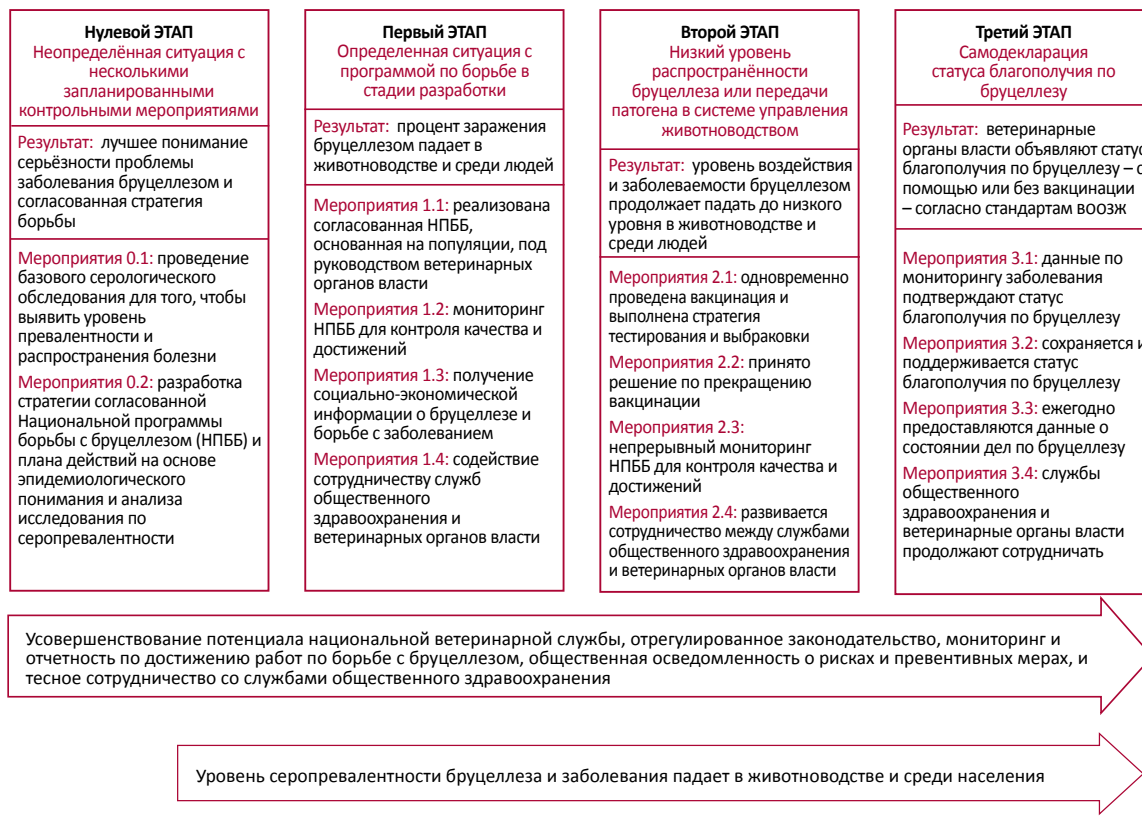 Нулевой ЭТАП
Неопределённая ситуация с
несколькими
запланированными
контрольными мероприятиями
Результат: лучшее понимание
серьёзности проблемы
заболевания бруцеллезом и
согласованная стратегия
борьбы
Мероприятия 0.1: проведение
базового серологического
обследования для того, чтобы
выявить уровень
превалентности и
распространения болезни
Мероприятия 0.2: разработка
стратегии согласованной
Национальной программы
борьбы с бруцеллезом (НПББ) и
плана действий на основе
эпидемиологического
понимания и анализа
исследования по
серопревалентности
Первый ЭТАП
Определенная ситуация с
программой по борьбе в
стадии разработки
Результат: процент заражения
бруцеллезом падает в
животноводстве и среди людей
Мероприятия 1.1: реализована
согласованная НПББ,
основанная на популяции, под
руководством ветеринарных
органов власти
Мероприятия 1.2: мониторинг
НПББ для контроля качества и
достижений
Мероприятия 1.3: получение
социально-экономической
информации о бруцеллезе и
борьбе с заболеванием
Мероприятия 1.4: содействие
сотрудничеству служб
общественного
здравоохранения и
ветеринарных органов власти
Второй ЭТАП
Низкий уровень
распространённости
бруцеллеза или передачи
патогена в системе управления
животноводством
Результат: уровень воздействия
и заболеваемости бруцеллезом
продолжает падать до низкого
уровня в животноводстве и
среди людей
Мероприятия 2.1: одновременно
проведена вакцинация и
выполнена стратегия
тестирования и выбраковки
Мероприятия 2.2: принято
решение по прекращению
вакцинации
Мероприятия 2.3:
непрерывный мониторинг
НПББ для контроля качества и
достижений
Мероприятия 2.4: развивается
сотрудничество между службами
общественного здравоохранения
и ветеринарных органов власти
Третий ЭТАП
Самодекларация
статуса благополучия по
бруцеллезу
Результат: ветеринарные
органы власти объявляют статус
благополучия по бруцеллезу – с
помощью или без вакцинации
– согласно стандартам ВООЗЖ
Мероприятия 3.1: данные по
мониторингу заболевания
подтверждают статус
благополучия по бруцеллезу
Мероприятия 3.2: сохраняется и
поддерживается статус
благополучия по бруцеллезу
Мероприятия 3.3: ежегодно
предоставляются данные о
состоянии дел по бруцеллезу
Мероприятия 3.4: службы
общественного
здравоохранения и
ветеринарные органы власти
продолжают сотрудничать
Усовершенствование потенциала национальной ветеринарной службы, отрегулированное законодательство, мониторинг и
отчетность по достижению работ по борьбе с бруцеллезом, общественная осведомленность о рисках и превентивных мерах, и
тесное сотрудничество со службами общественного здравоохранения
Уровень серопревалентности бруцеллеза и заболевания падает в животноводстве и среди населения